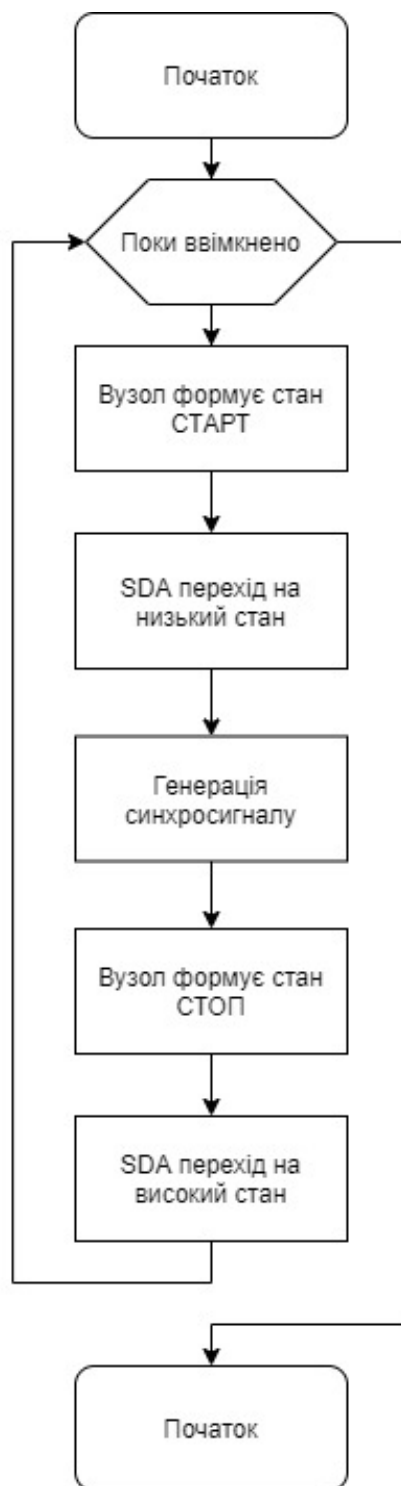 Початок
Поки ввімкнено
Вузол формує стан
СТАРТ
SDA перехід на
низький стан
Генерація
синхросигналу
Вузол формує стан
СТОП
SDA перехід на
високий стан
Початок